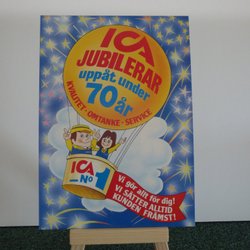 ICA
JUBILERAR
uppåt under
70 år
KVALITET · OMTANKE · SERVICE
ICA
No 1
Vi gör allt för dig!
VI SÄTTER ALLTID
KUNDEN FRÄMST!